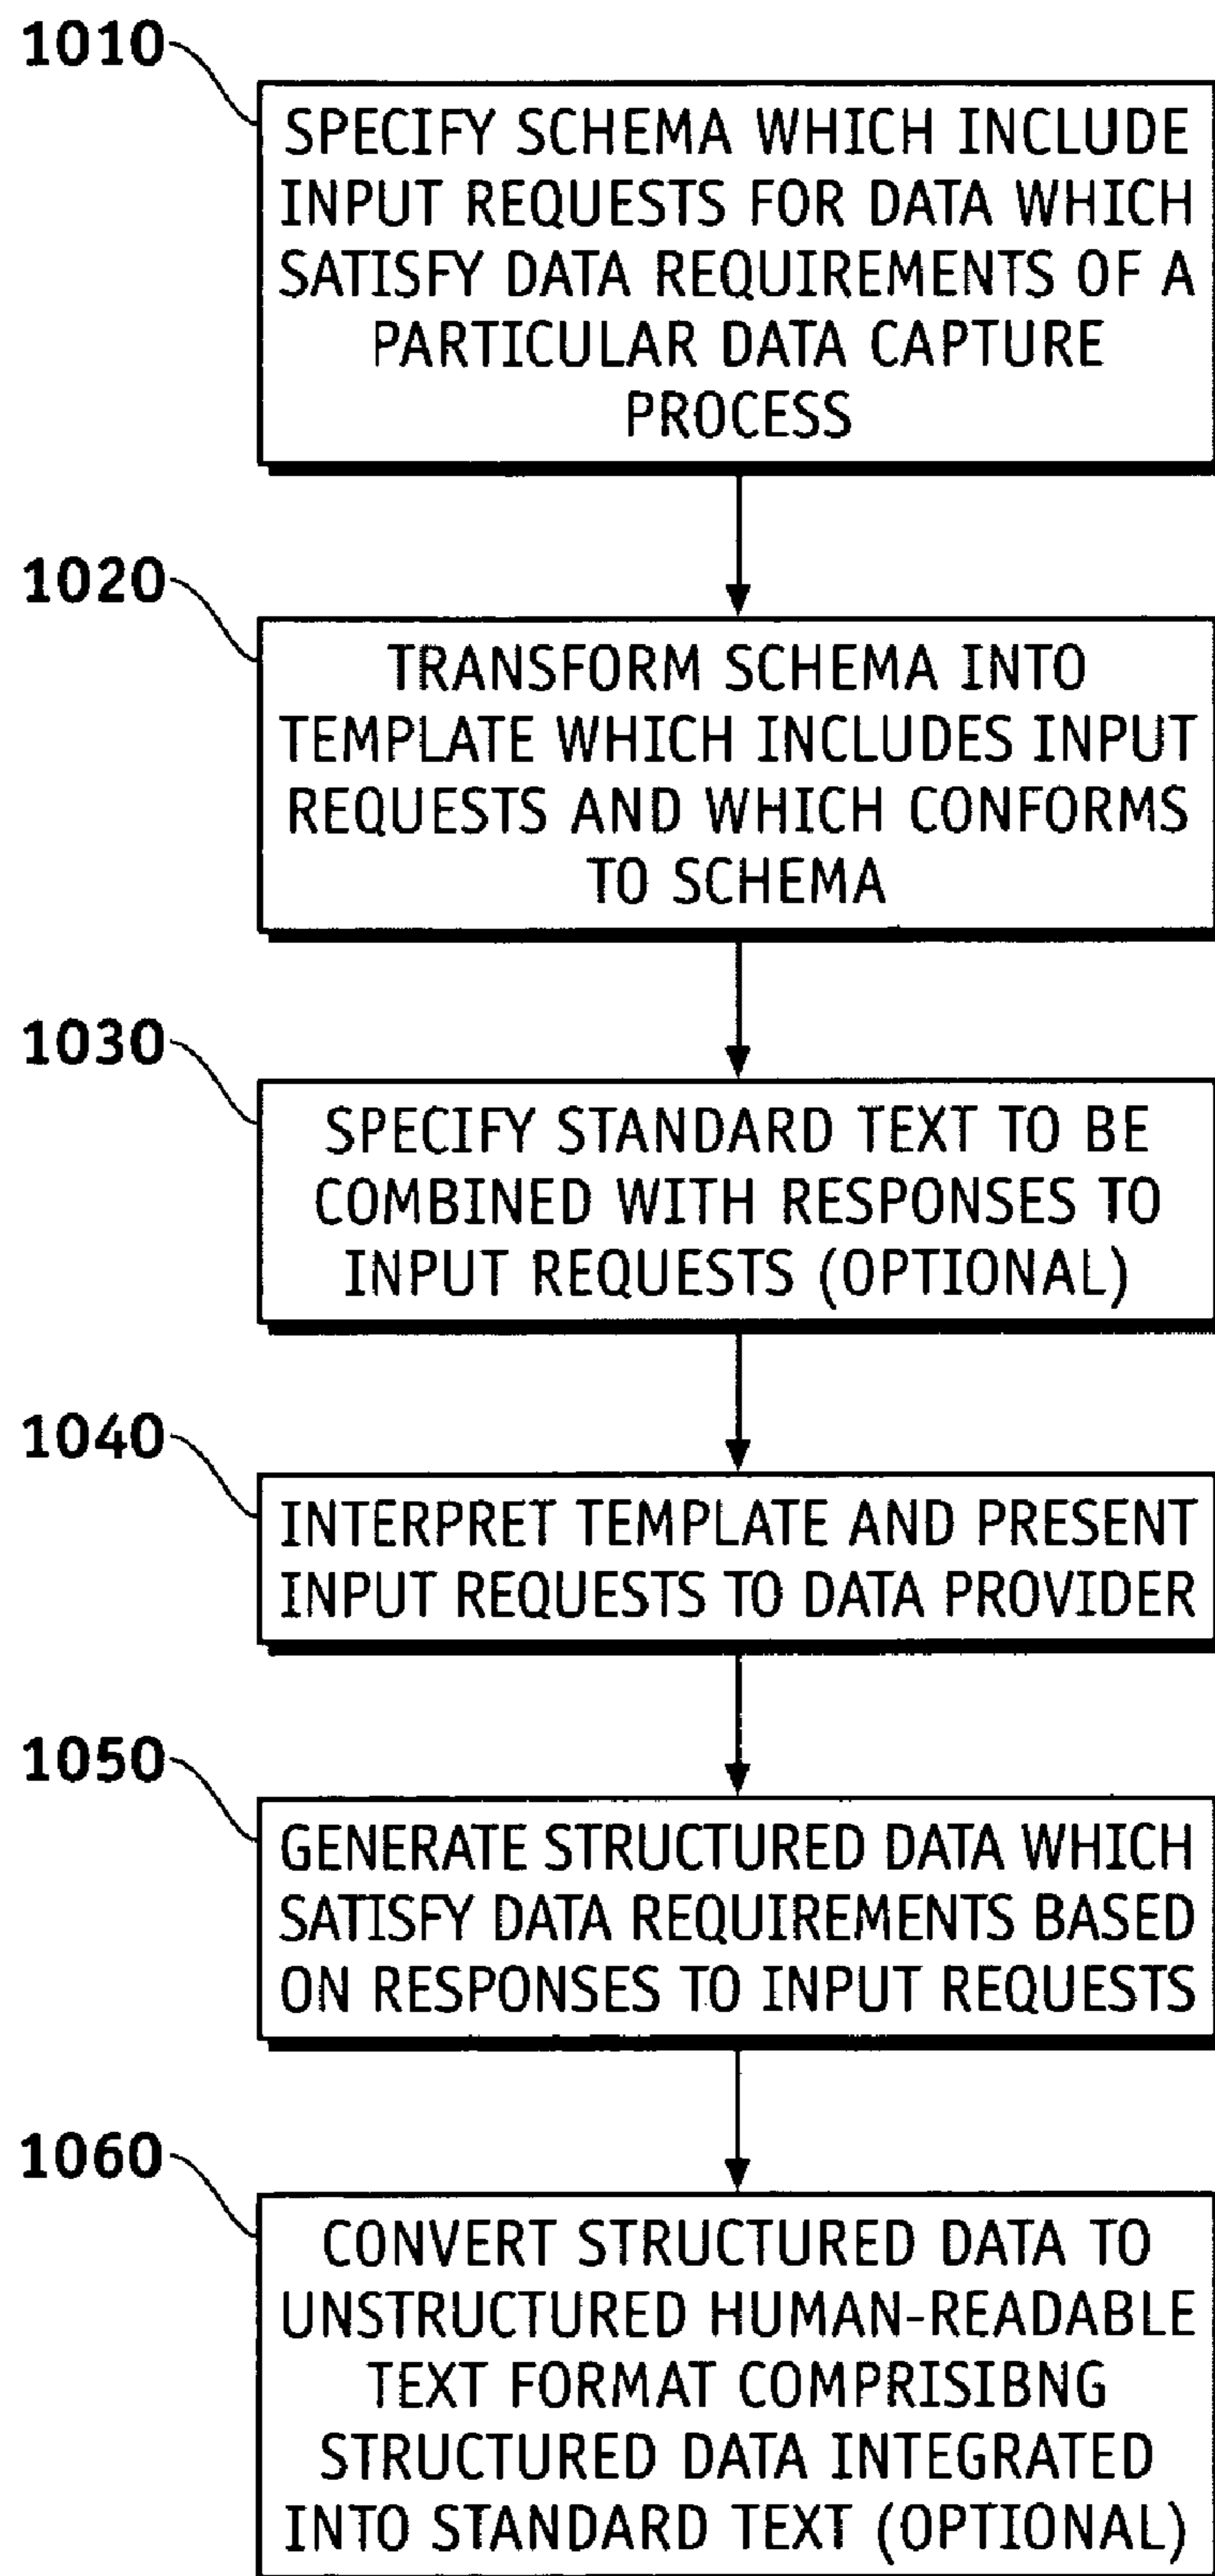 1010
SPECIFY SCHEMA WHICH INCLUDE
INPUT REQUESTS FOR DATA WHICH
SATISFY DATA REQUIREMENTS OF A
PARTICULAR DATA CAPTURE
PROCESS
1020
TRANSFORM SCHEMA INTO
TEMPLATE WHICH INCLUDES INPUT
REQUESTS AND WHICH CONFORMS
TO SCHEMA
1030
SPECIFY STANDARD TEXT TO BE
COMBINED WITH RESPONSES TO
INPUT REQUESTS (OPTIONAL)
1040
INTERPRET TEMPLATE AND PRESENT
INPUT REQUESTS TO DATA PROVIDER
1050
GENERATE STRUCTURED DATA WHICH
SATISFY DATA REQUIREMENTS BASED
ON RESPONSES TO INPUT REQUESTS
1060
CONVERT STRUCTURED DATA TO
UNSTRUCTURED HUMAN-READABLE
TEXT FORMAT COMPRISIBNG
STRUCTURED DATA INTEGRATED
INTO STANDARD TEXT (OPTIONAL)